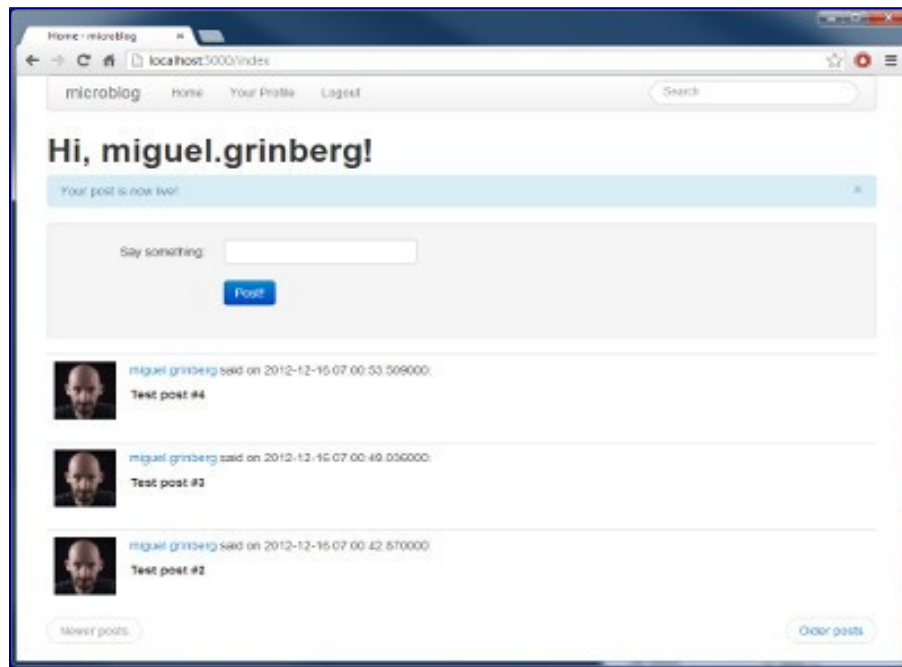 Home - microblog
localhost:5000/index
microblog Home Your Profile Logout Search
Hi, miguel.grinberg!
Your post is now live!
Say something:
Post!
miguel.grinberg said on 2012-12-16 07:00:53.509000:
Test post #4
miguel.grinberg said on 2012-12-16 07:00:49.036000:
Test post #3
miguel.grinberg said on 2012-12-16 07:00:42.870000:
Test post #2
Newer posts Older posts